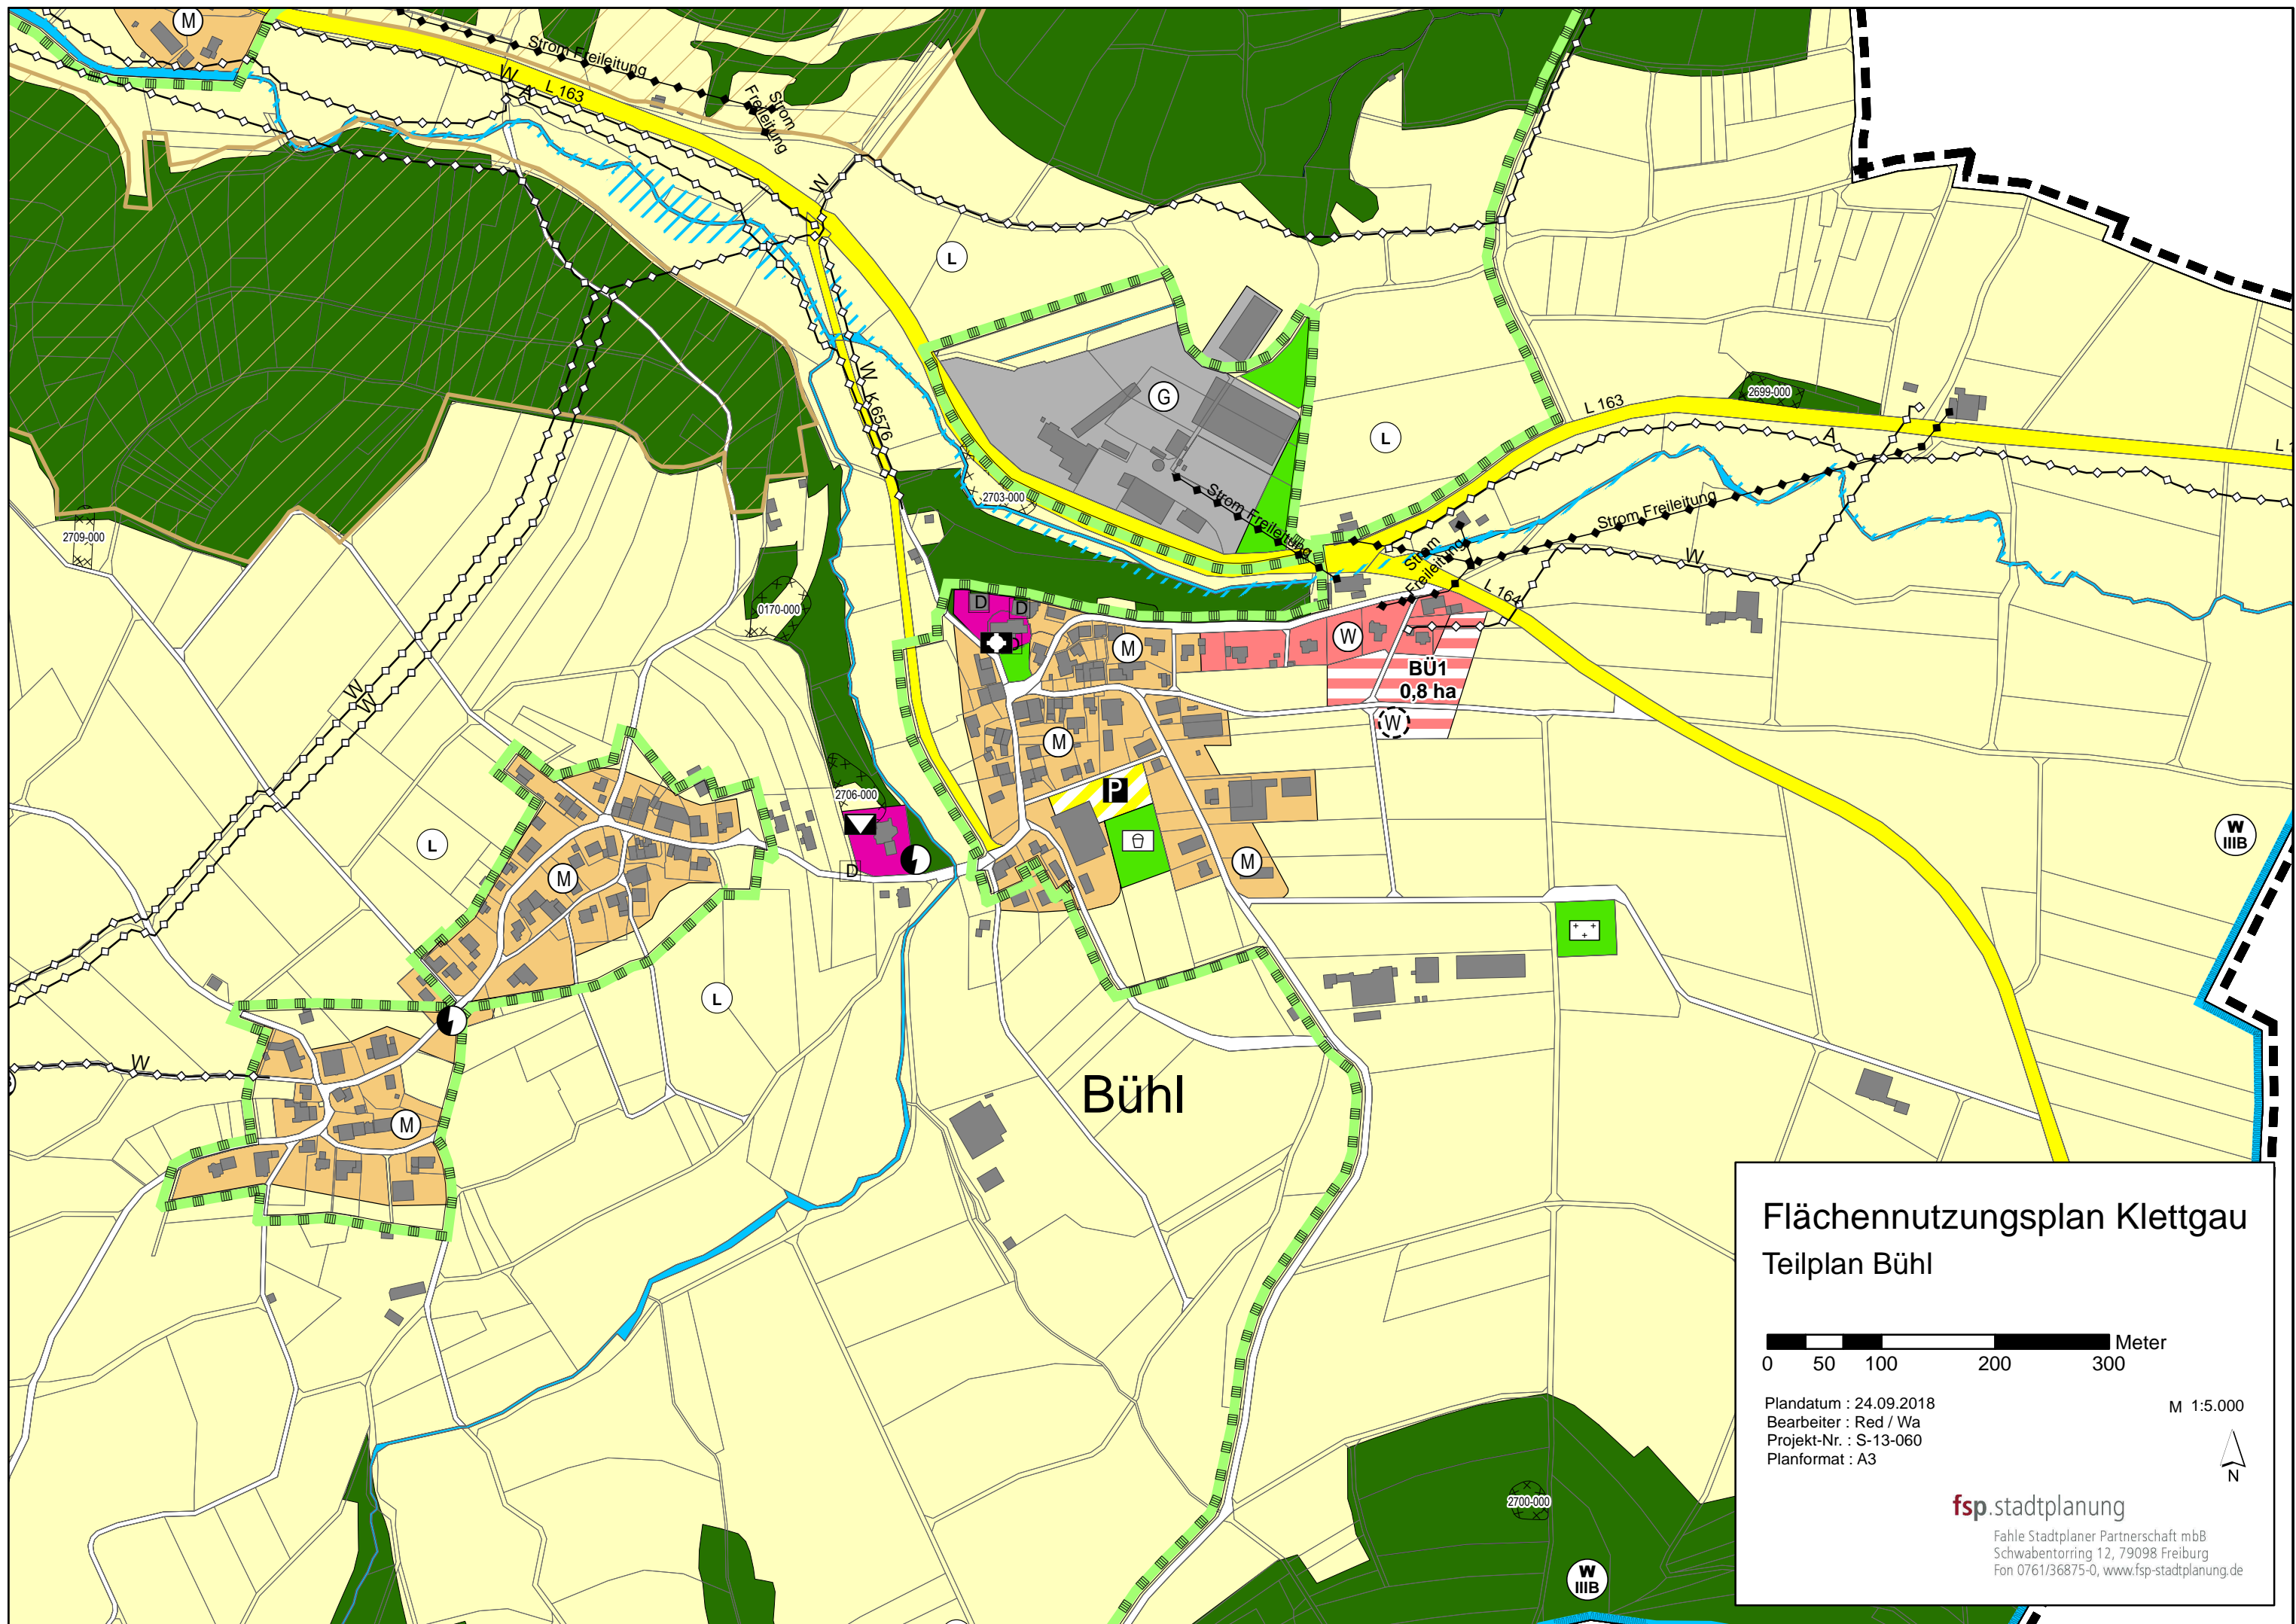 M
Strom Freileitung
W
A
L 163
Strom
Freileitung
W
L
W
K 6576
G
L
L 163
2699-000
A
L 1
2703-000
Strom Freileitung
Strom Freileitung
Strom
Freileitung
W
L 164
2709-000
0170-000
D
D
D
M
W
BÜ1
0,8 ha
W
M
W
W
P
2706-000
L
M
D
M
W
IIIB
L
W
M
Bühl
2700-000
W
IIIB
Flächennutzungsplan Klettgau
Teilplan Bühl
Meter
0 50 100 200 300
Plandatum : 24.09.2018
M 1:5.000
Bearbeiter : Red / Wa
Projekt-Nr. : S-13-060
Planformat : A3
N
fsp.stadtplanung
Fahle Stadtplaner Partnerschaft mbB
Schwabentorring 12, 79098 Freiburg
Fon 0761/36875-0, www.fsp-stadtplanung.de